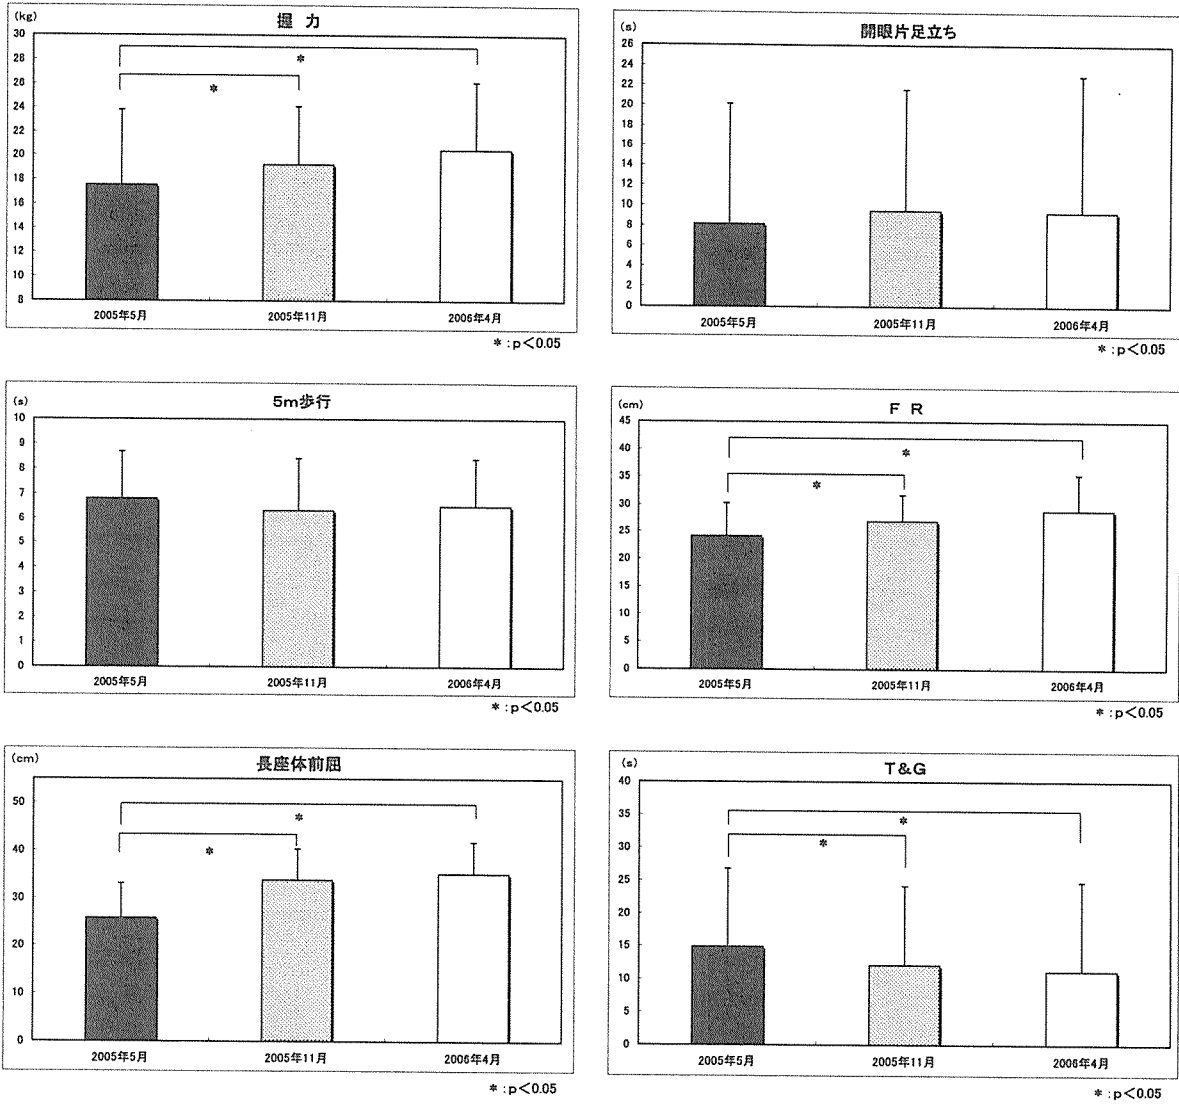 握 力
(kg)
30
28
26
24
22
20
18
16
14
12
10
8
*
*
2005年5月
2005年11月
2006年4月
*:p<0.05
開眼片足立ち
(s)
26
24
22
20
18
16
14
12
10
8
6
4
2
0
2005年5月
2005年11月
2006年4月
*:p<0.05
5m歩行
(s)
10
9
8
7
6
5
4
3
2
1
0
2005年5月
2005年11月
2006年4月
*:p<0.05
F R
(cm)
45
40
35
30
25
20
15
10
5
0
*
*
2005年5月
2005年11月
2006年4月
*:p<0.05
長座体前屈
(cm)
50
40
30
20
10
0
*
*
2005年5月
2005年11月
2006年4月
*:p<0.05
T&G
(s)
40
35
30
25
20
15
10
5
0
*
*
2005年5月
2005年11月
2006年4月
*:p<0.05